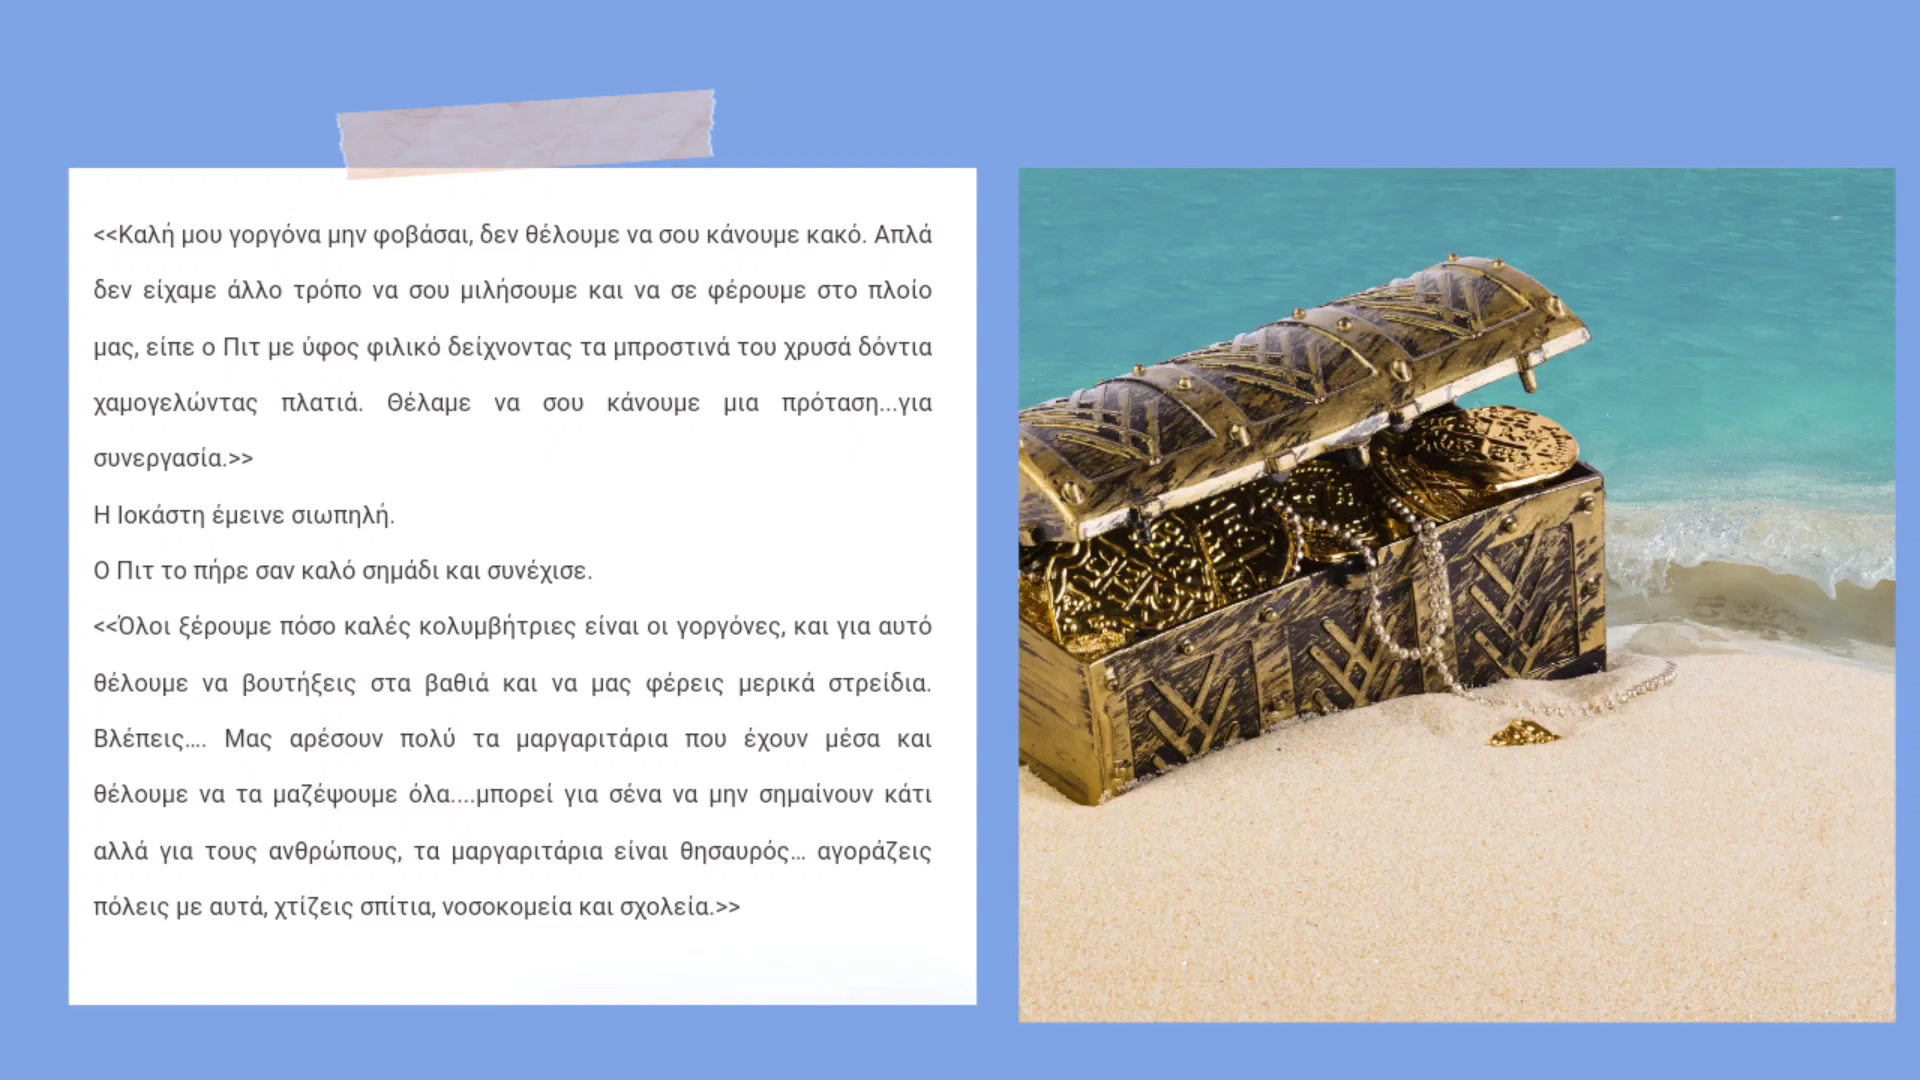 <<Καλή μου γοργόνα μην φοβάσαι, δεν θέλουμε να σου κάνουμε κακό. Απλά
δεν είχαμε άλλο τρόπο να σου μιλήσουμε και να σε φέρουμε στο πλοίο
μας, είπε ο Πιτ με ύφος φιλικό δείχνοντας τα μπροστινά του χρυσά δόντια
χαμογελώντας πλατιά. Θέλαμε να σου κάνουμε μια πρόταση...για
συνεργασία.>>
Η Ιοκάστη έμεινε σιωπηλή.
Ο Πιτ το πήρε σαν καλό σημάδι και συνέχισε.
<<Όλοι ξέρουμε πόσο καλές κολυμβήτριες είναι οι γοργόνες, και για αυτό
θέλουμε να βουτήξεις στα βαθιά και να μας φέρεις μερικά στρείδια.
Βλέπεις.... Μας αρέσουν πολύ τα μαργαριτάρια που έχουν μέσα και
θέλουμε να τα μαζέψουμε όλα....μπορεί για σένα να μην σημαίνουν κάτι
αλλά για τους ανθρώπους, τα μαργαριτάρια είναι θησαυρός... αγοράζεις
πόλεις με αυτά, χτίζεις σπίτια, νοσοκομεία και σχολεία.>>